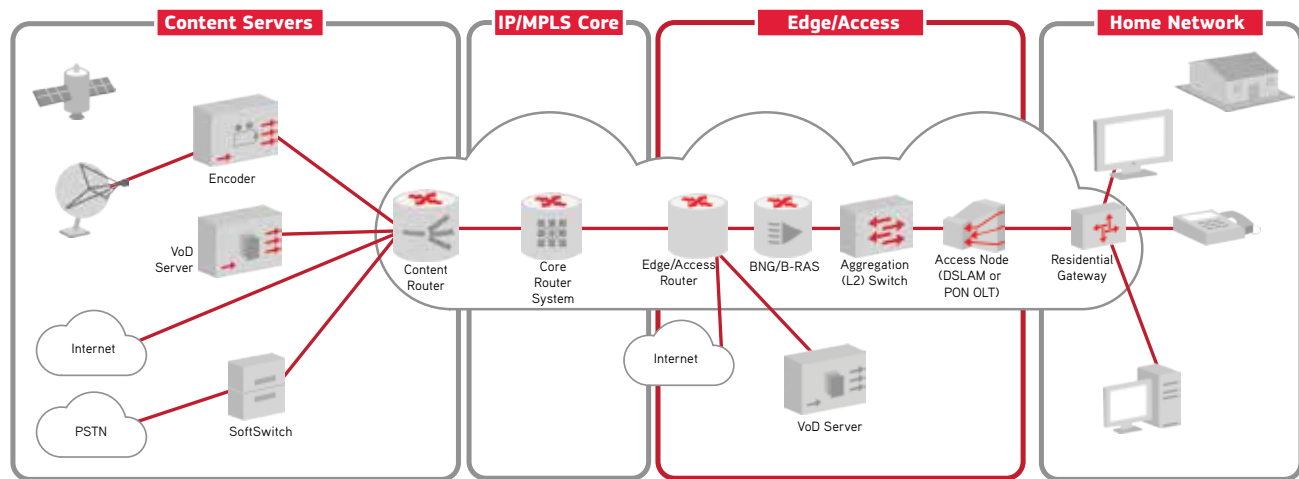 Content Servers
IP/MPLS Core
Edge/Access
Home Network
Encoder
VoD
Server
Internet
PSTN
SoftSwitch
Content
Router
Core
Router
System
Edge/Access
Router
BNG/B-RAS
Aggregation
(L2) Switch
Access Node
(DSLAM or
PON OLT)
Residential
Gateway
Internet
VoD Server